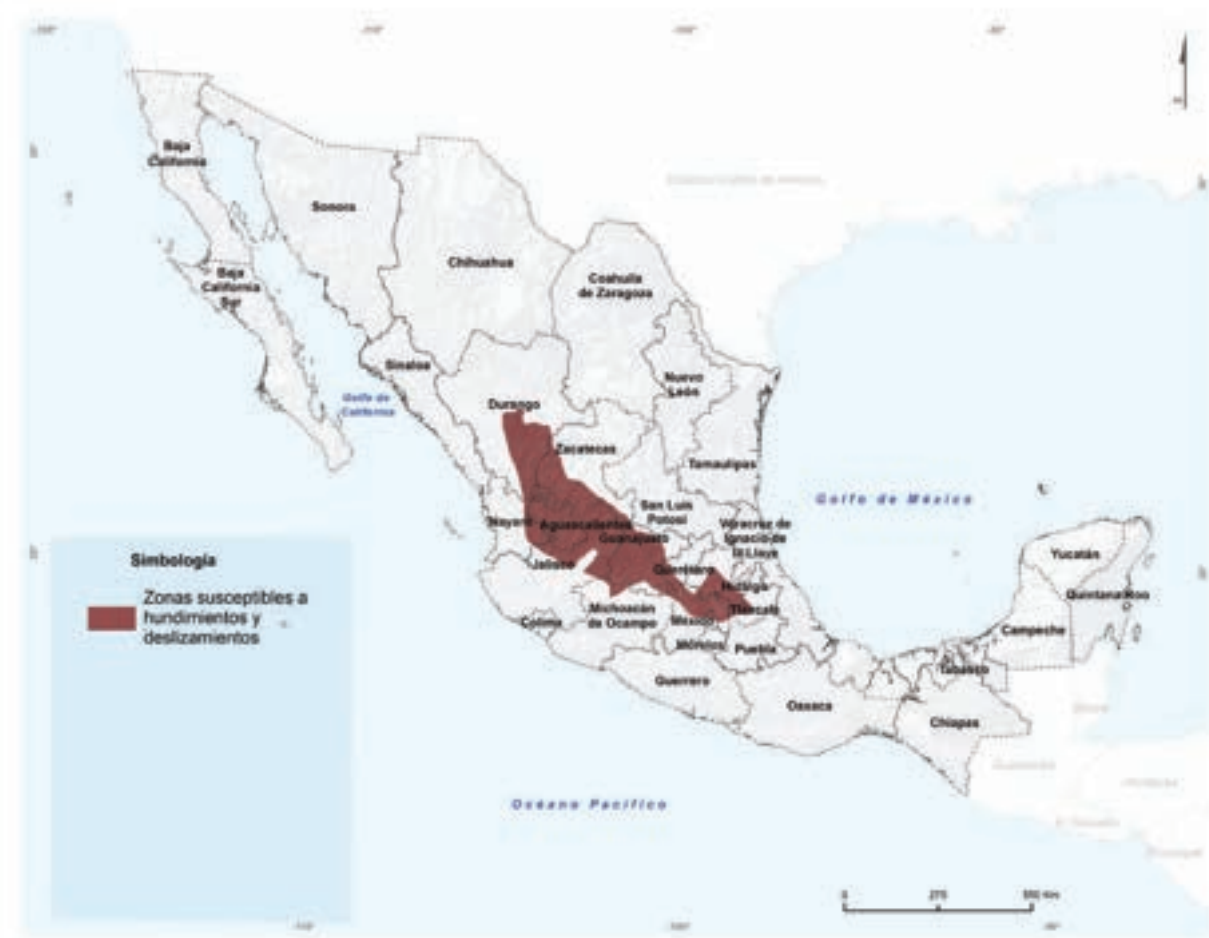 Baja
California
Sonora
Chihuahua
Coahuila
de Zaragoza
Baja
California
Sur
Sinaloa
Nuevo
León
Golfo de
California
Durango
Zacatecas
Tamaulipas
San Luis
Potosí
Golfo de México
Nayarit
Aguascalientes
Guanajuato
Veracruz de
Ignacio de
la Llave
Yucatán
Jalisco
Querétaro
Hidalgo
Quintana Roo
Simbología
Zonas susceptibles a
hundimientos y
deslizamientos
Colima
Michoacán
de Ocampo
México
Tlaxcala
Campeche
Morelos
Puebla
Tabasco
Guerrero
Oaxaca
Chiapas
Océano Pacífico
0 275 550 Km